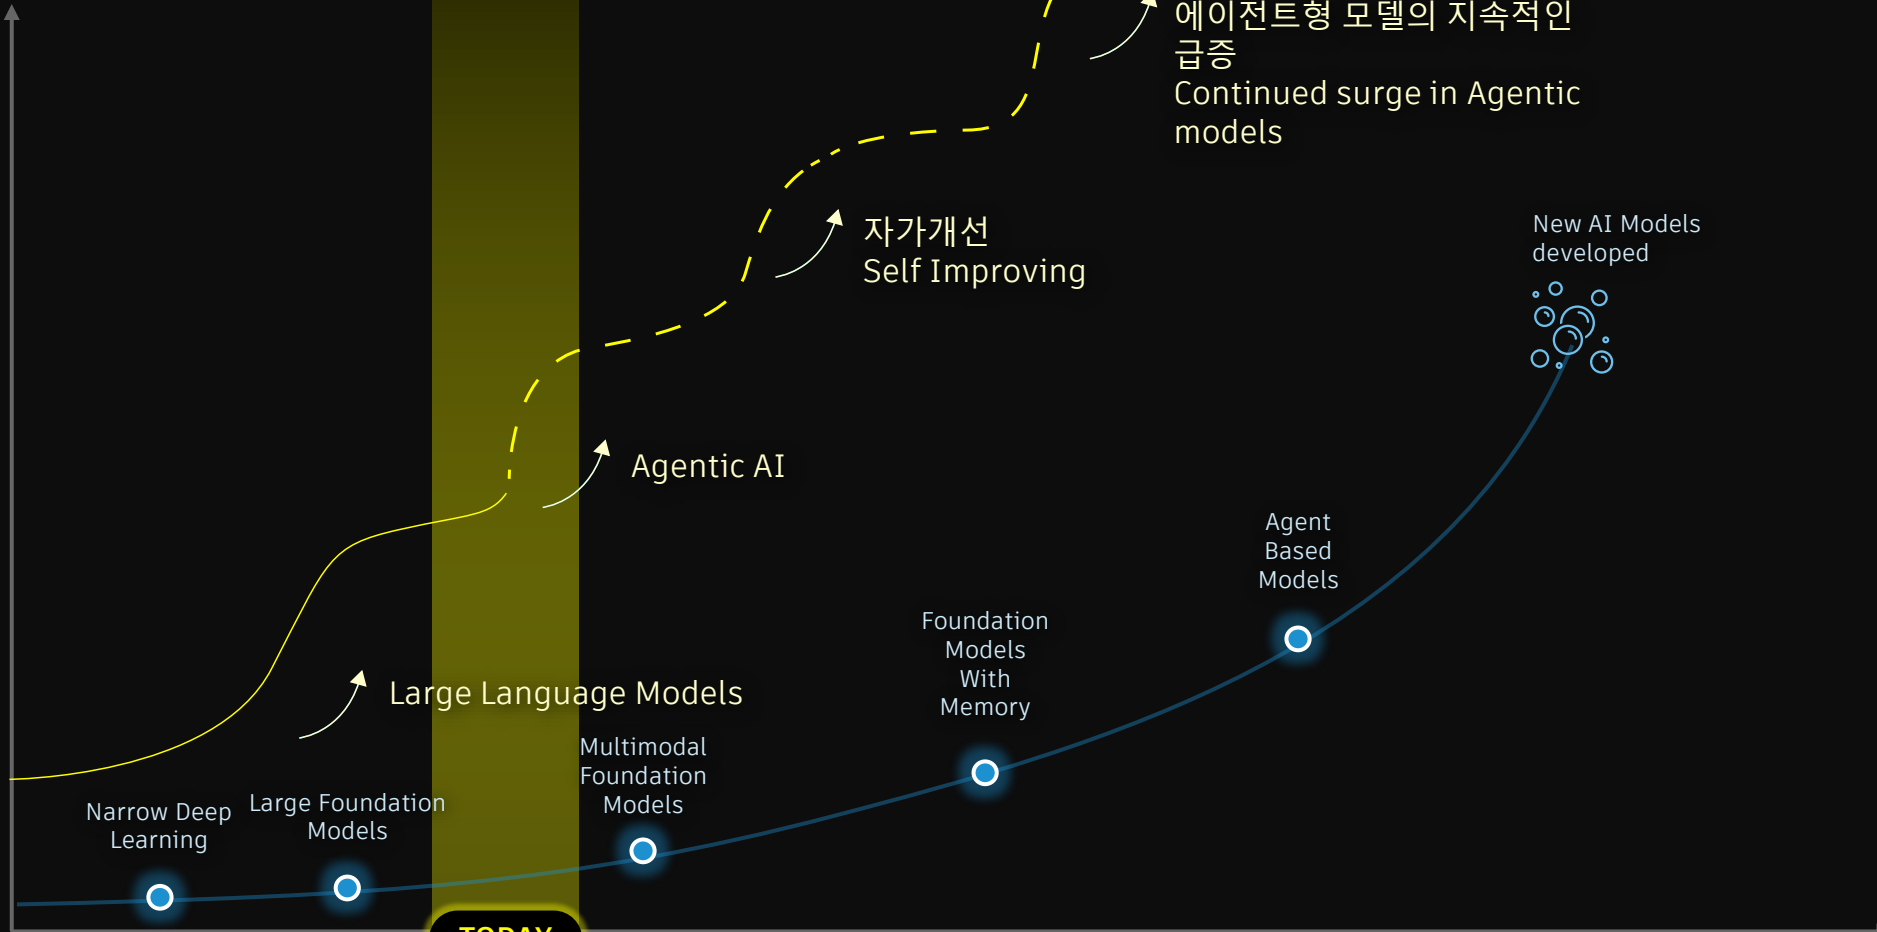 에이전트형 모델의 지속적인
급증
Continued surge in Agentic
models
자가개선
Self Improving
New AI Models
developed
Agentic AI
Agent
Based
Models
Foundation
Models
With
Memory
Large Language Models
Multimodal
Foundation
Models
Narrow Deep
Learning
Large Foundation
Models
TODAY